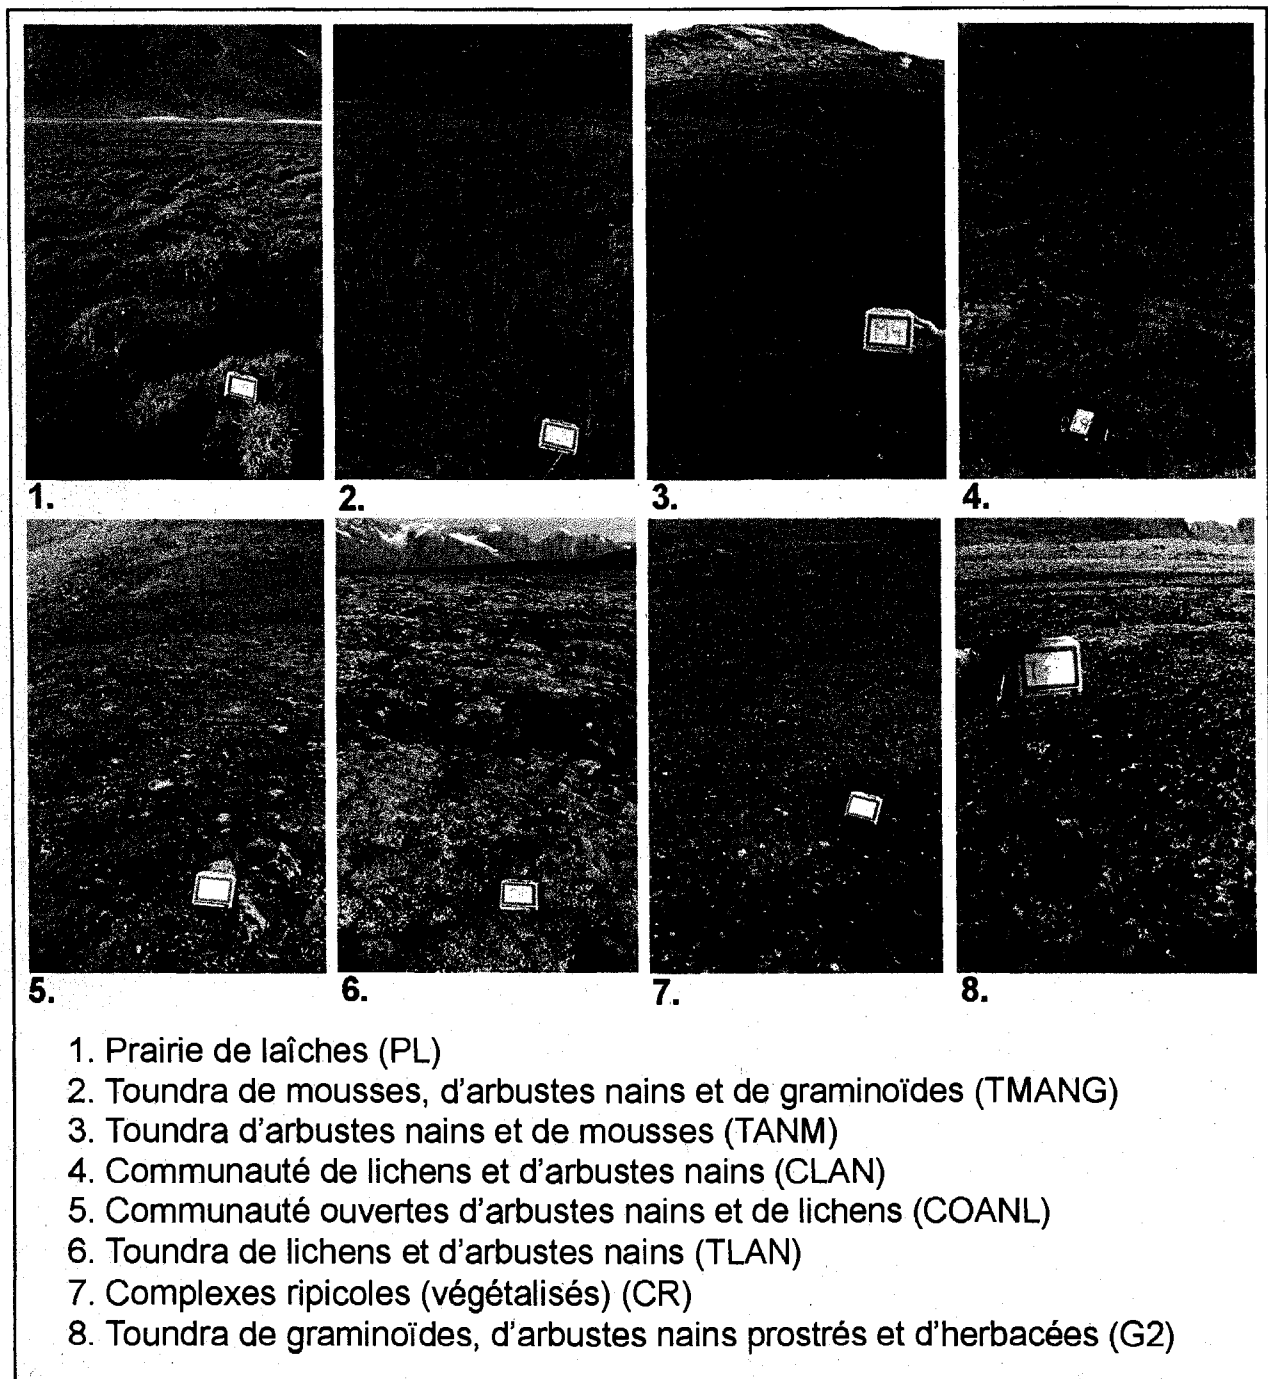 1.
2.
3.
4.
5.
6.
7.
8.
1. Prairie de laîches (PL)
2. Toundra de mousses, d'arbustes nains et de graminoïdes (TMANG)
3. Toundra d'arbustes nains et de mousses (TANM)
4. Communauté de lichens et d'arbustes nains (CLAN)
5. Communauté ouvertes d'arbustes nains et de lichens (COANL)
6. Toundra de lichens et d'arbustes nains (TLAN)
7. Complexes ripicoles (végétalisés) (CR)
8. Toundra de graminoïdes, d'arbustes nains prostrés et d'herbacées (G2)